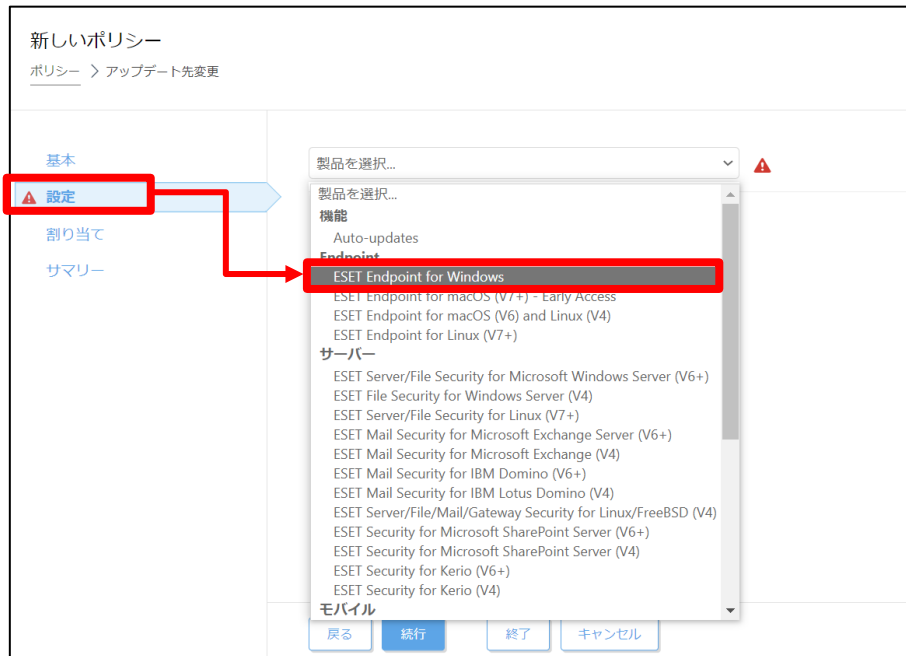 新しいポリシー
ポリシー > アップデート先変更
基本
設定
割り当て
サマリー
製品を選択...
製品を選択...
機能
Auto-updates
Endpoint
ESET Endpoint for Windows
ESET Endpoint for macOS (V7+) - Early Access
ESET Endpoint for macOS (V6) and Linux (V4)
ESET Endpoint for Linux (V7+)
サーバー
ESET Server/File Security for Microsoft Windows Server (V6+)
ESET File Security for Windows Server (V4)
ESET Server/File Security for Linux (V7+)
ESET Mail Security for Microsoft Exchange Server (V6+)
ESET Mail Security for Microsoft Exchange (V4)
ESET Mail Security for IBM Domino (V6+)
ESET Mail Security for IBM Lotus Domino (V4)
ESET Server/File/Mail/Gateway Security for Linux/FreeBSD (V4)
ESET Security for Microsoft SharePoint Server (V6+)
ESET Security for Microsoft SharePoint Server (V4)
ESET Security for Kerio (V6+)
ESET Security for Kerio (V4)
モバイル
戻る 続行 終了 キャンセル